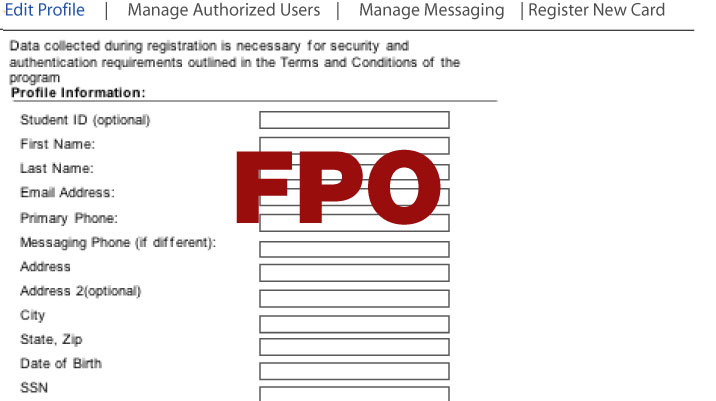 Edit Profile | Manage Authorized Users | Manage Messaging | Register New Card
Data collected during registration is necessary for security and
authentication requirements outlined in the Terms and Conditions of the
program
Profile Information:
Student ID (optional)
First Name:
Last Name:
FPO
Email Address:
Primary Phone:
Messaging Phone (if different):
Address
Address 2(optional)
City
State, Zip
Date of Birth
SSN